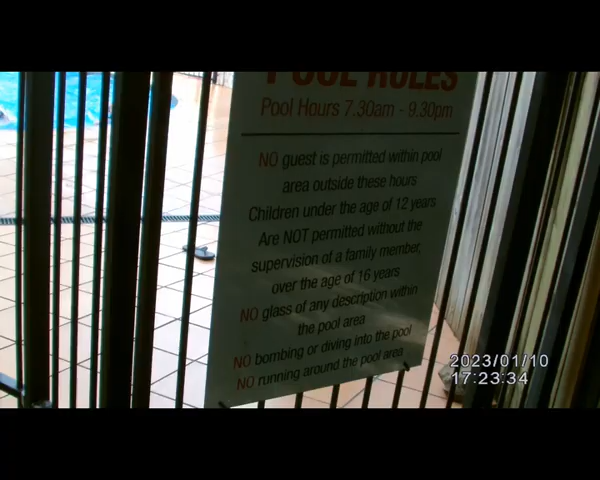 POOL RULES
Pool Hours 7.30am - 9.30pm
NO guest is permitted within pool
area outside these hours
Children under the age of 12 years
Are NOT permitted without the
supervision of a family member,
over the age of 16 years
NO glass of any description within
the pool area
NO bombing or diving into the pool
NO running around the pool area
2023/01/10
17:23:34